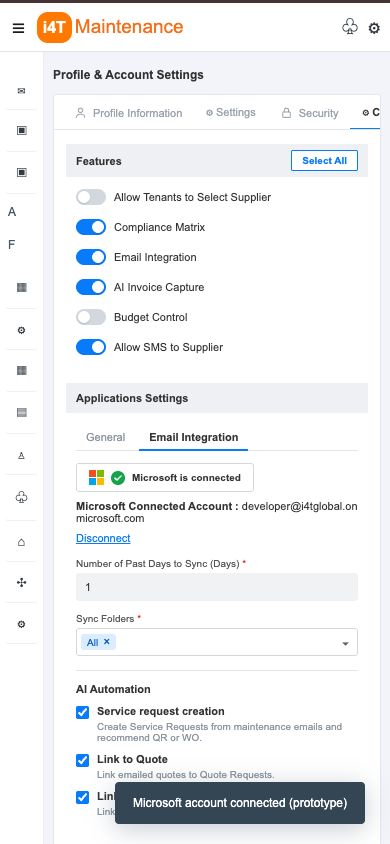 i4T Maintenance
Profile & Account Settings
Profile Information
Settings
Security
C
A
F
Features
Select All
Allow Tenants to Select Supplier
Compliance Matrix
Email Integration
AI Invoice Capture
Budget Control
Allow SMS to Supplier
Applications Settings
General
Email Integration
Microsoft is connected
Microsoft Connected Account : developer@i4tglobal.on
microsoft.com
Disconnect
Number of Past Days to Sync (Days) *
1
Sync Folders *
All ×
AI Automation
Service request creation
Create Service Requests from maintenance emails and
recommend QR or WO.
Link to Quote
Link emailed quotes to Quote Requests.
Microsoft account connected (prototype)